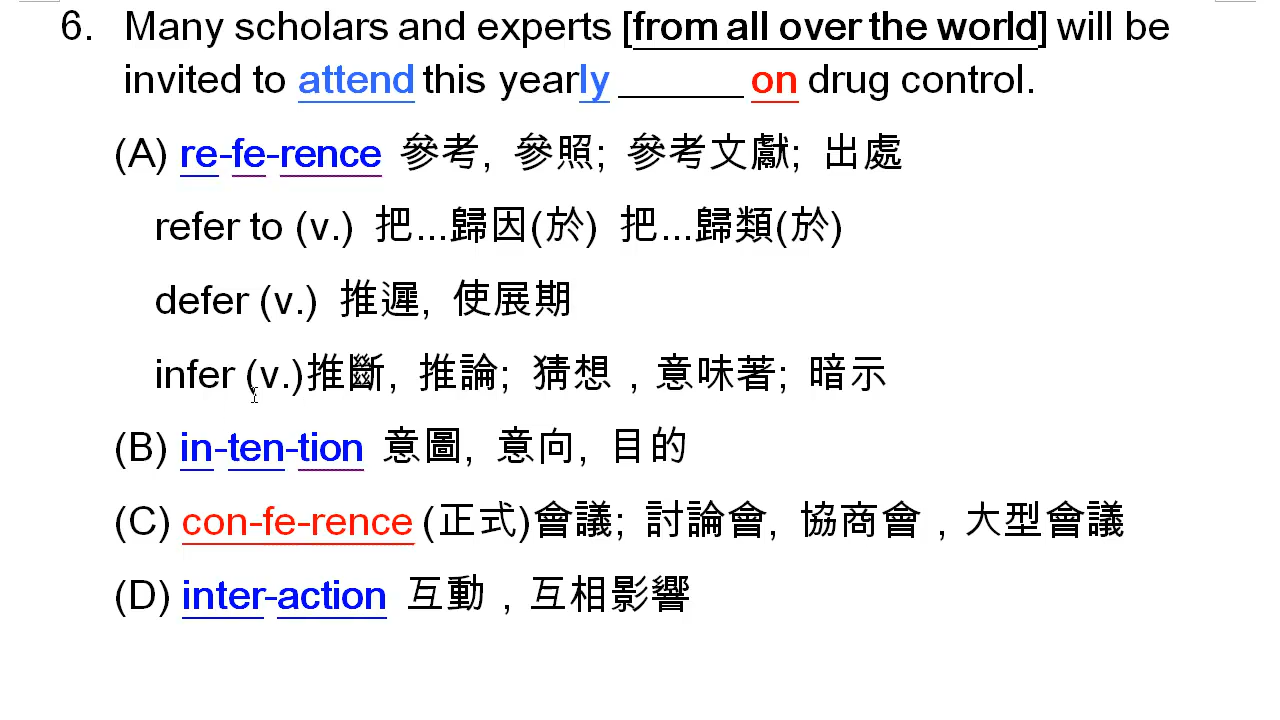 6. Many scholars and experts [from all over the world] will be
invited to attend this yearly ______ on drug control.
(A) re-fe-rence 參考, 參照; 參考文獻; 出處
refer to (v.) 把...歸因(於) 把...歸類(於)
defer (v.) 推遲, 使展期
infer (v.)推斷, 推論; 猜想，意味著; 暗示
(B) in-ten-tion 意圖, 意向, 目的
(C) con-fe-rence (正式)會議; 討論會, 協商會，大型會議
(D) inter-action 互動，互相影響